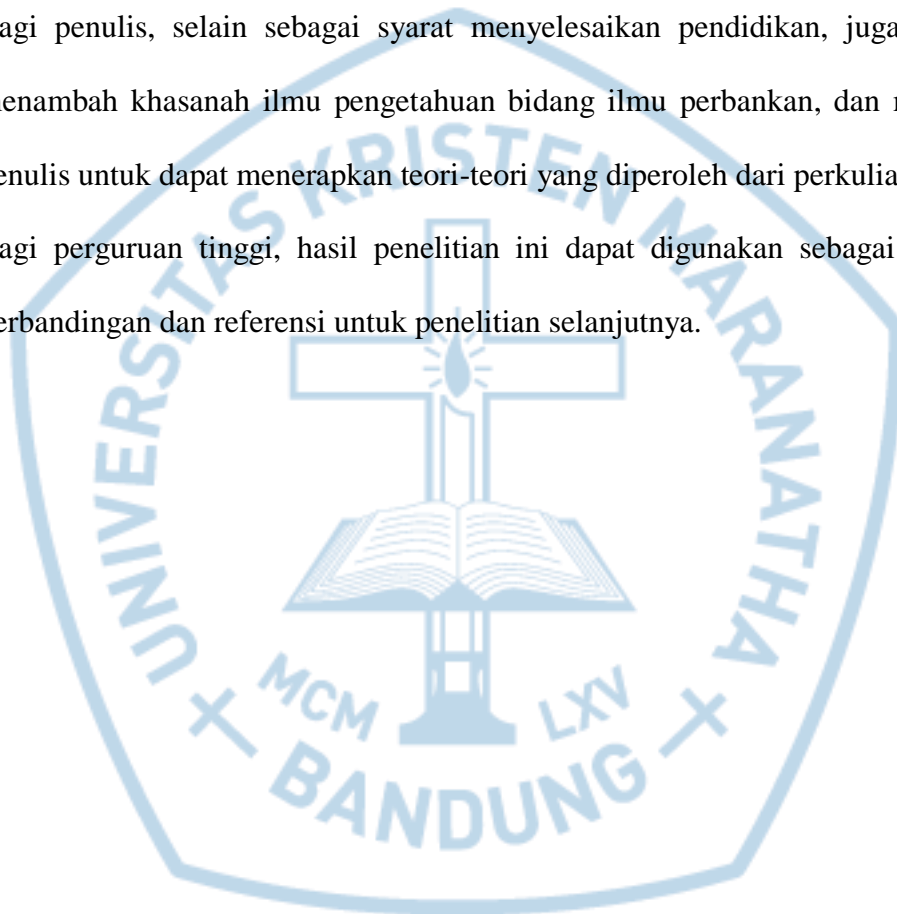 agi penulis, selain sebagai syarat menyelesaikan pendidikan, juga
enambah khasanah ilmu pengetahuan bidang ilmu perbankan, dan
enulis untuk dapat menerapkan teori-teori yang diperoleh dari perkulia
agi perguruan tinggi, hasil penelitian ini dapat digunakan sebagai
erbandingan dan referensi untuk penelitian selanjutnya.
UNIVERSITAS KRISTEN MARANATHA
MCM LXV
BANDUNG